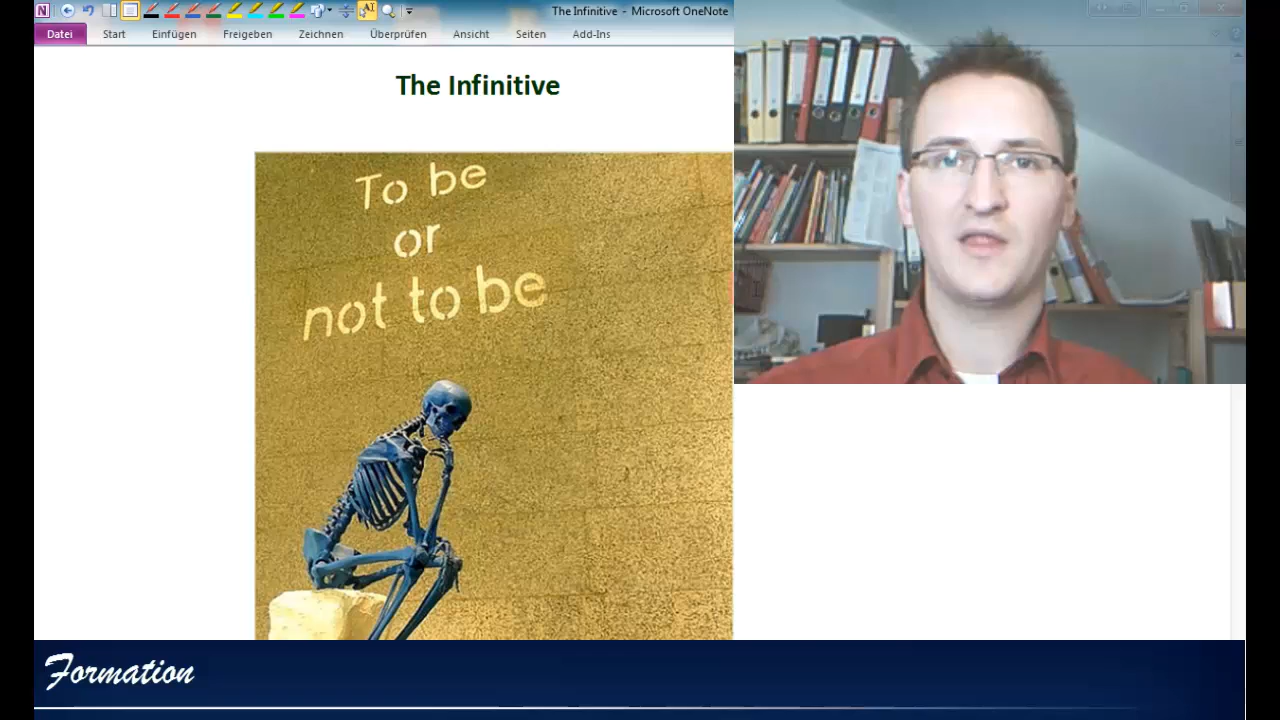 The Infinitive - Microsoft OneNote
Datei Start Einfügen Freigeben Zeichnen Überprüfen Ansicht Seiten Add-Ins
The Infinitive
To be
or
not to be
Formation